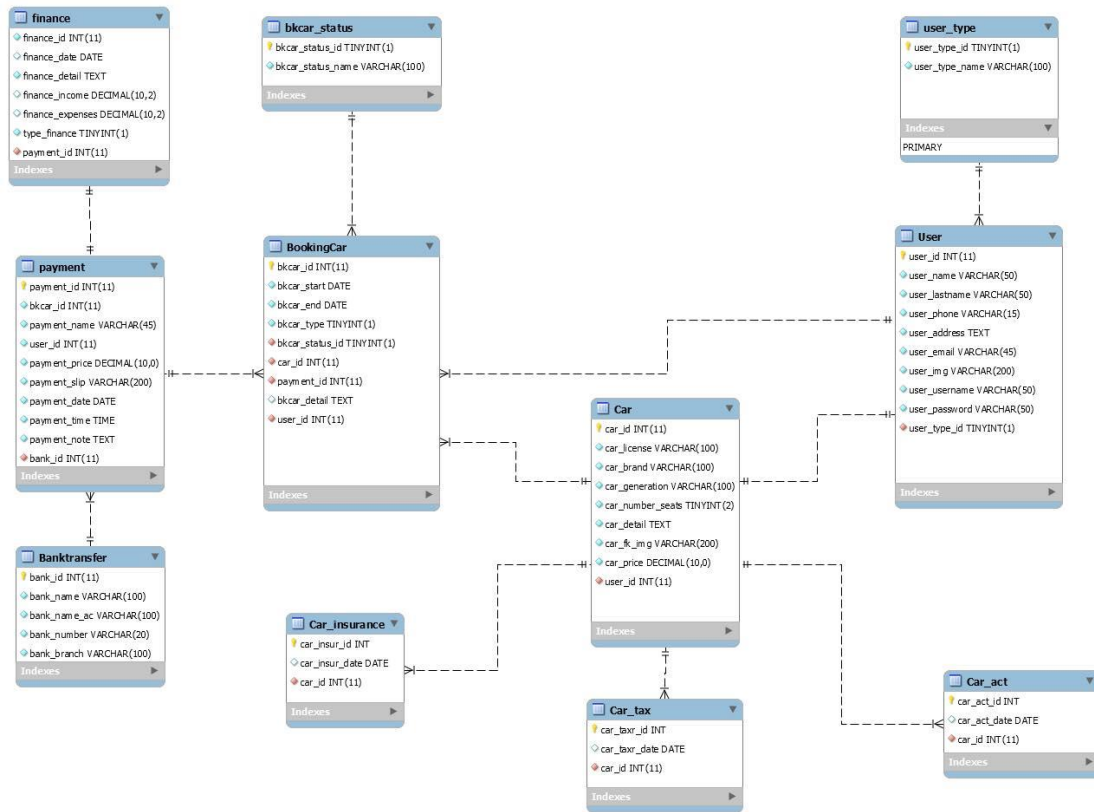 finance
finance_id INT(11)
finance_date DATE
finance_detail TEXT
finance_income DECIMAL(10,2)
finance_expenses DECIMAL(10,2)
type_finance TINYINT(1)
payment_id INT(11)
Indexes
bkcar_status
bkcar_status_id TINYINT(1)
bkcar_status_name VARCHAR(100)
Indexes
user_type
user_type_id TINYINT(1)
user_type_name VARCHAR(100)
Indexes
PRIMARY
payment
payment_id INT(11)
bkcar_id INT(11)
payment_name VARCHAR(45)
user_id INT(11)
payment_price DECIMAL(10,0)
payment_slip VARCHAR(200)
payment_date DATE
payment_time TIME
payment_note TEXT
bank_id INT(11)
Indexes
BookingCar
bkcar_id INT(11)
bkcar_start DATE
bkcar_end DATE
bkcar_type TINYINT(1)
bkcar_status_id TINYINT(1)
car_id INT(11)
payment_id INT(11)
bkcar_detail TEXT
user_id INT(11)
Indexes
User
user_id INT(11)
user_name VARCHAR(50)
user_lastname VARCHAR(50)
user_phone VARCHAR(15)
user_address TEXT
user_email VARCHAR(45)
user_img VARCHAR(200)
user_username VARCHAR(50)
user_password VARCHAR(50)
user_type_id TINYINT(1)
Indexes
Car
car_id INT(11)
car_license VARCHAR(100)
car_brand VARCHAR(100)
car_generation VARCHAR(100)
car_number_seats TINYINT(2)
car_detail TEXT
car_fk_img VARCHAR(200)
car_price DECIMAL(10,0)
user_id INT(11)
Indexes
Banktransfer
bank_id INT(11)
bank_name VARCHAR(100)
bank_name_ac VARCHAR(100)
bank_number VARCHAR(20)
bank_branch VARCHAR(100)
Indexes
Car_insurance
car_insur_id INT
car_insur_date DATE
car_id INT(11)
Indexes
Car_tax
car_taxr_id INT
car_taxr_date DATE
car_id INT(11)
Indexes
Car_act
car_act_id INT
car_act_date DATE
car_id INT(11)
Indexes